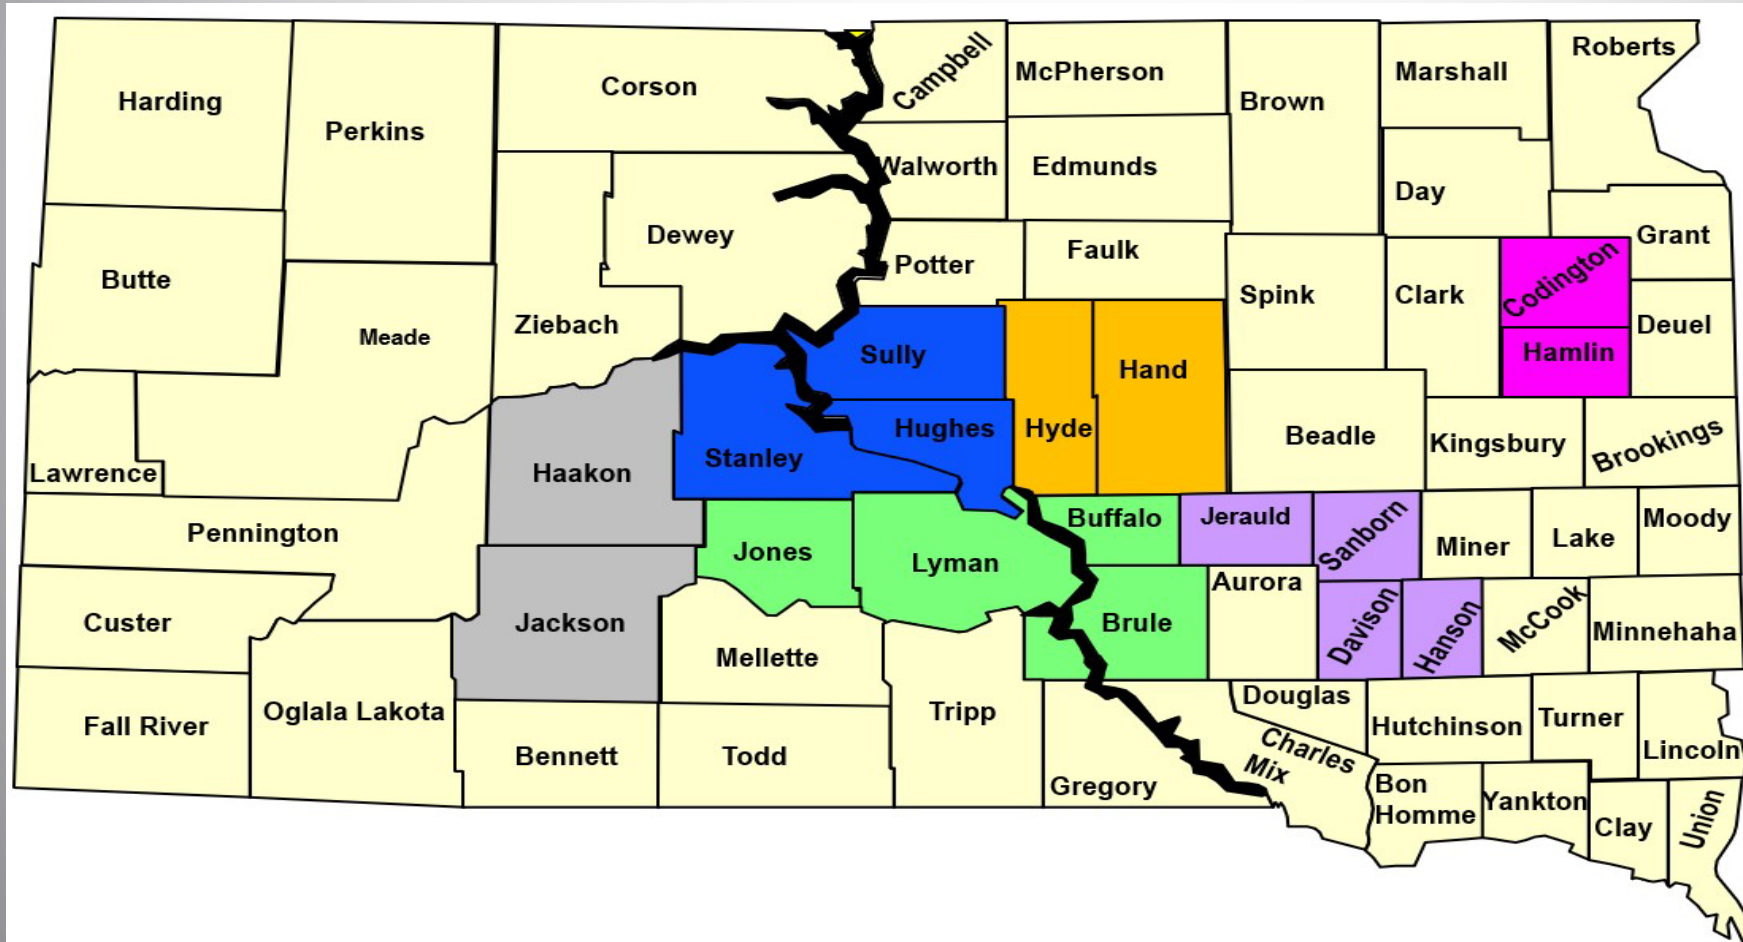 Harding
Perkins
Corson
Campbell
McPherson
Brown
Marshall
Roberts
Walworth
Edmunds
Day
Butte
Meade
Ziebach
Dewey
Potter
Faulk
Spink
Clark
Codington
Grant
Deuel
Hamlin
Sully
Hyde
Hand
Lawrence
Haakon
Stanley
Hughes
Beadle
Kingsbury
Brookings
Pennington
Jones
Lyman
Buffalo
Jerauld
Sanborn
Miner
Lake
Moody
Custer
Jackson
Mellette
Brule
Aurora
Davison
Hanson
McCook
Minnehaha
Fall River
Oglala Lakota
Bennett
Todd
Tripp
Gregory
Douglas
Charles
Mix
Hutchinson
Turner
Lincoln
Bon
Homme
Yankton
Clay
Union